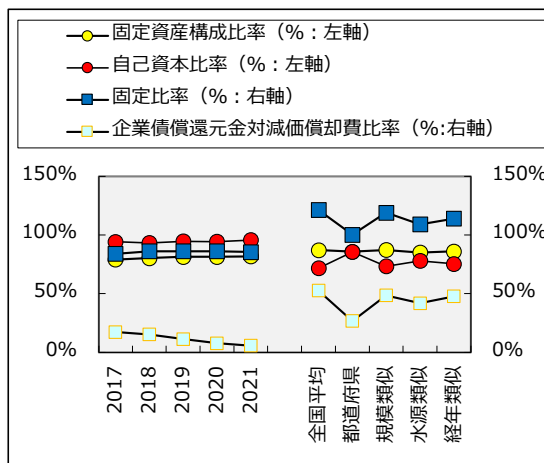 固定資産構成比率（%：左軸）
自己資本比率（%：左軸）
固定比率（%：右軸）
企業債償還元金対減価償却費比率（%:右軸）
150% 150%
100% 100%
50% 50%
0% 0%
2017
2018
2019
2020
2021
全国平均
都道府県
規模類似
水源類似
経年類似